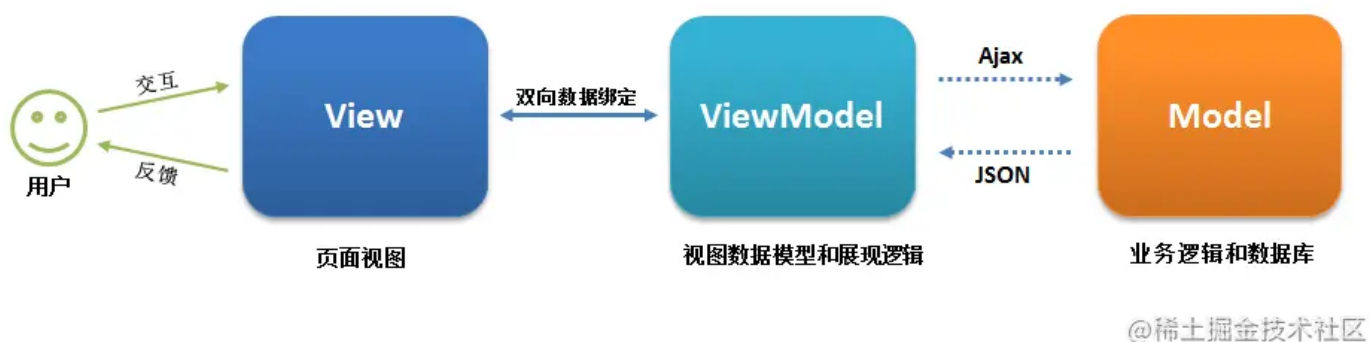 交互
反馈
用户
View
页面视图
双向数据绑定
ViewModel
视图数据模型和展现逻辑
Ajax
JSON
Model
业务逻辑和数据库
@稀土掘金技术社区